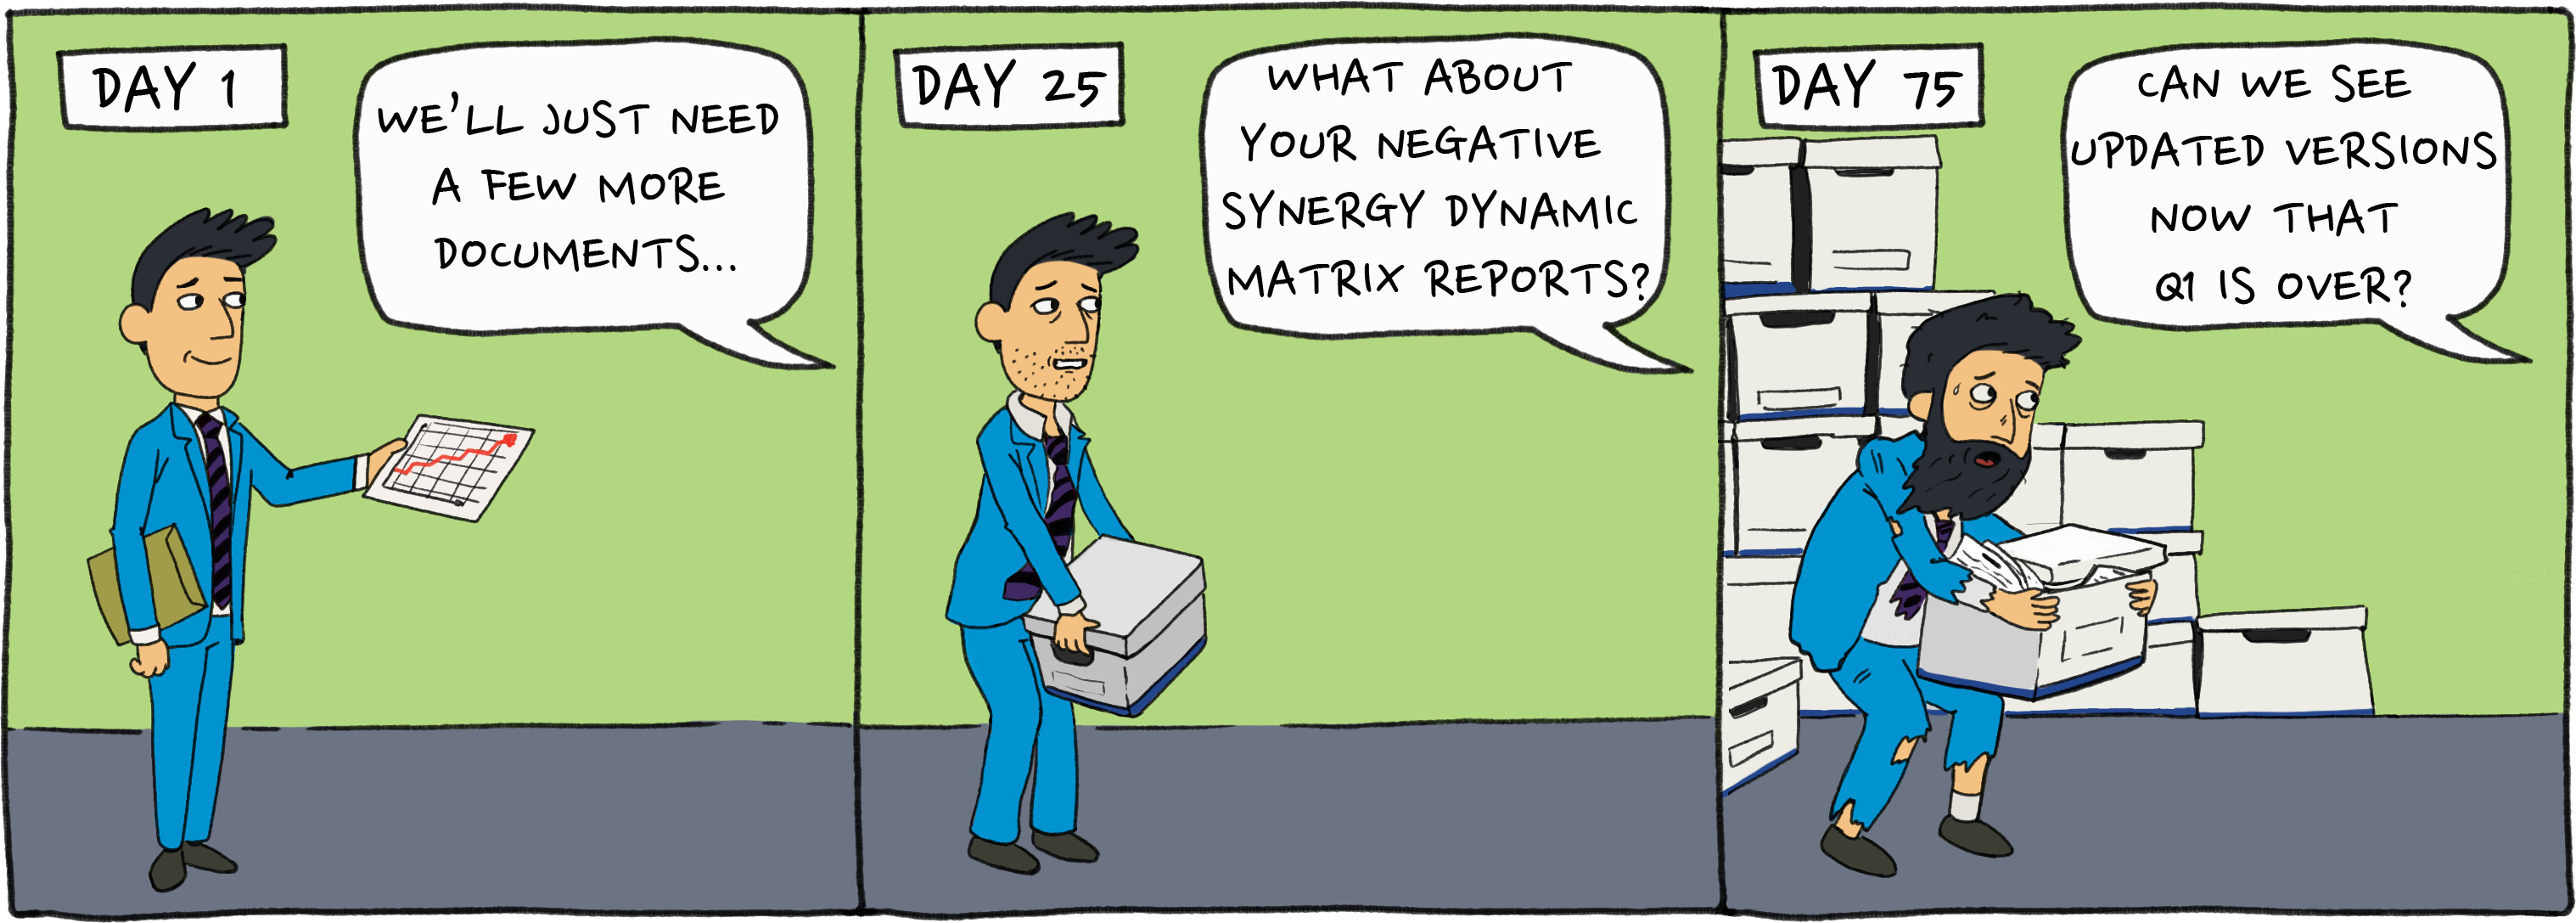 DAY 1
WE'LL JUST NEED
A FEW MORE
DOCUMENTS...
DAY 25
WHAT ABOUT
YOUR NEGATIVE
SYNERGY DYNAMIC
MATRIX REPORTS?
DAY 75
CAN WE SEE
UPDATED VERSIONS
NOW THAT
Q1 IS OVER?